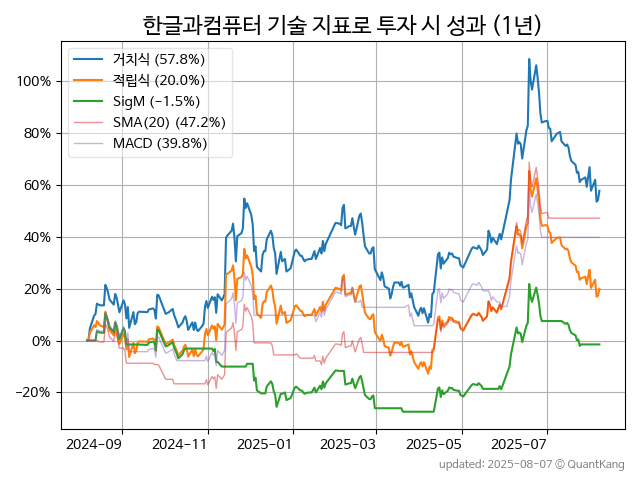 한글과컴퓨터 기술 지표로 투자 시 성과 (1년)
거치식 (57.8%)
적립식 (20.0%)
SigM (−1.5%)
SMA(20) (47.2%)
MACD (39.8%)
100%
80%
60%
40%
20%
0%
−20%
2024-09 2024-11 2025-01 2025-03 2025-05 2025-07
updated: 2025-08-07 © QuantKang